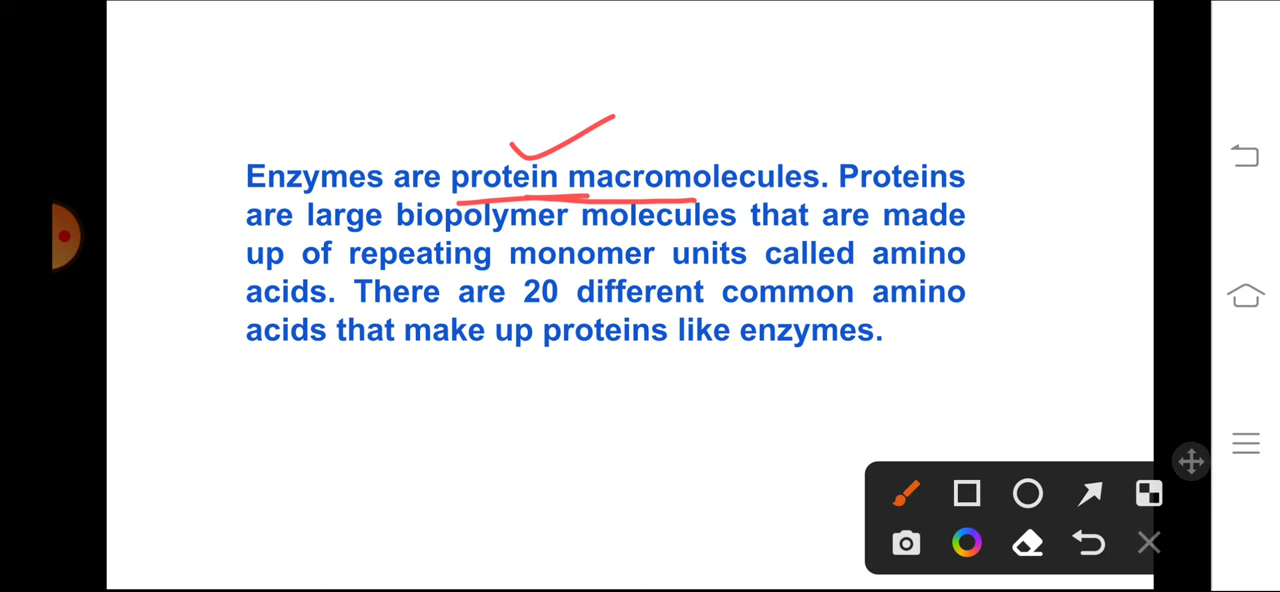 Enzymes are protein macromolecules. Proteins
are large biopolymer molecules that are made
up of repeating monomer units called amino
acids. There are 20 different common amino
acids that make up proteins like enzymes.